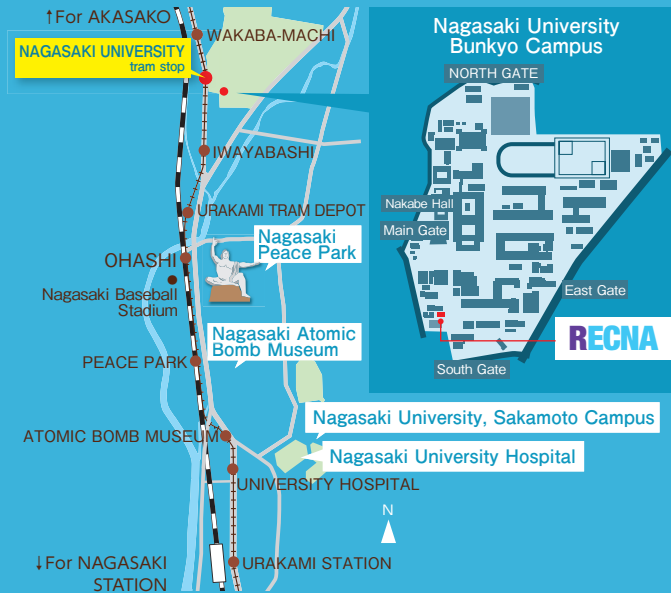 ↑For AKASAKO
WAKABA-MACHI
NAGASAKI UNIVERSITY
tram stop
IWAYABASHI
URAKAMI TRAM DEPOT
Nagasaki
Peace Park
OHASHI
Nagasaki Baseball
Stadium
Nagasaki Atomic
Bomb Museum
PEACE PARK
Nagasaki University, Sakamoto Campus
ATOMIC BOMB MUSEUM
Nagasaki University Hospital
UNIVERSITY HOSPITAL
N
URAKAMI STATION
↓For NAGASAKI
STATION
Nagasaki University
Bunkyo Campus
NORTH GATE
Nakabe Hall
Main Gate
East Gate
RECNA
South Gate